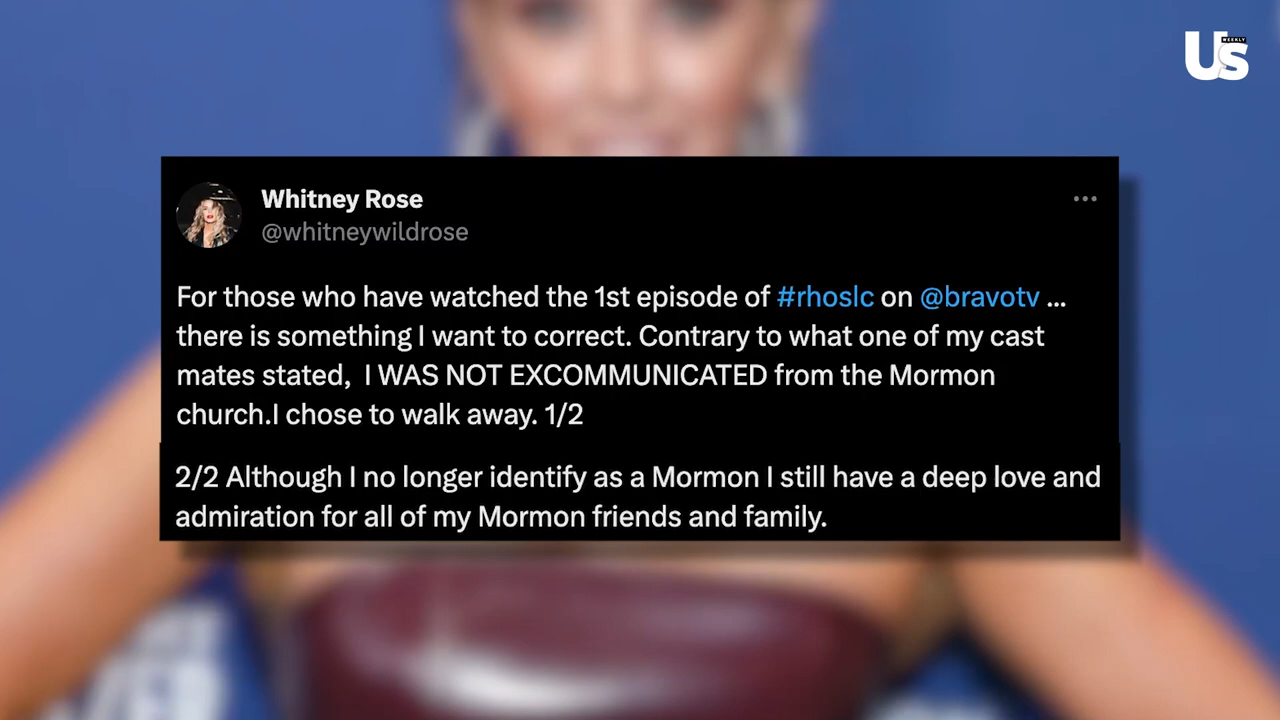 Us
WEEKLY
Whitney Rose
@whitneywildrose
For those who have watched the 1st episode of #rhoslc on @bravotv ...
there is something I want to correct. Contrary to what one of my cast
mates stated,  I WAS NOT EXCOMMUNICATED from the Mormon
church.I chose to walk away. 1/2
2/2 Although I no longer identify as a Mormon I still have a deep love and
admiration for all of my Mormon friends and family.